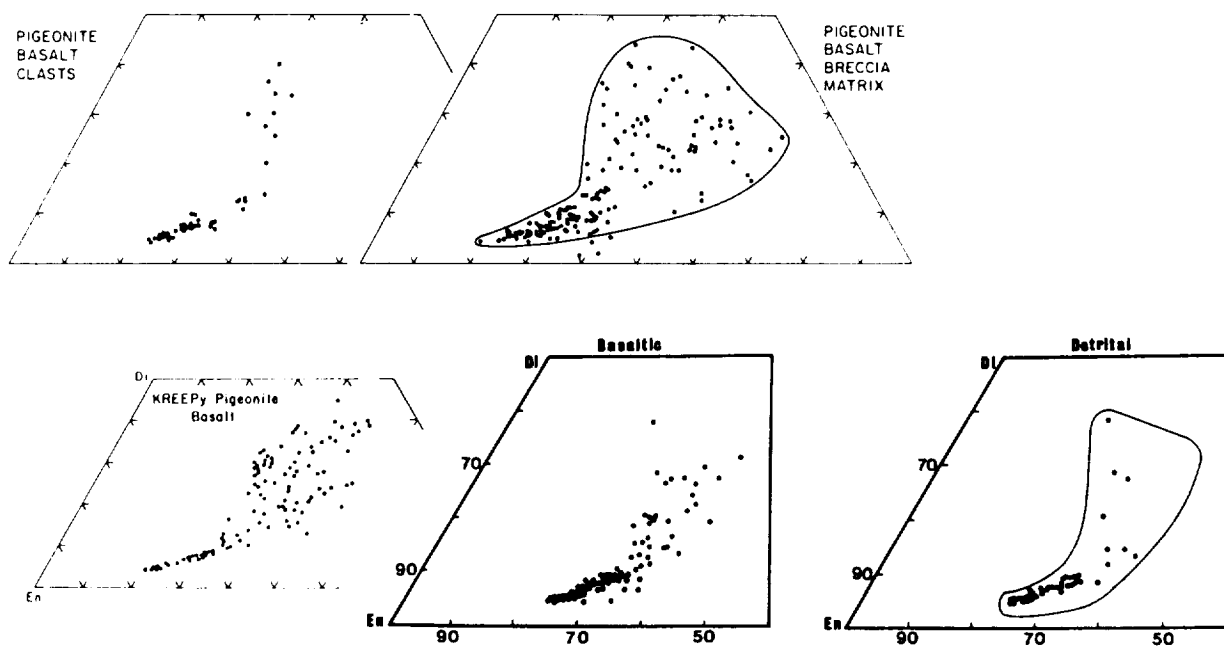 PIGEONITE
BASALT
CLASTS
PIGEONITE
BASALT
BRECCIA
MATRIX
Di
KREEPy Pigeonite
Basalt
En
Basaltic
Di
70
90
En
90
70
50
Detrital
Di
70
90
En
90
70
50